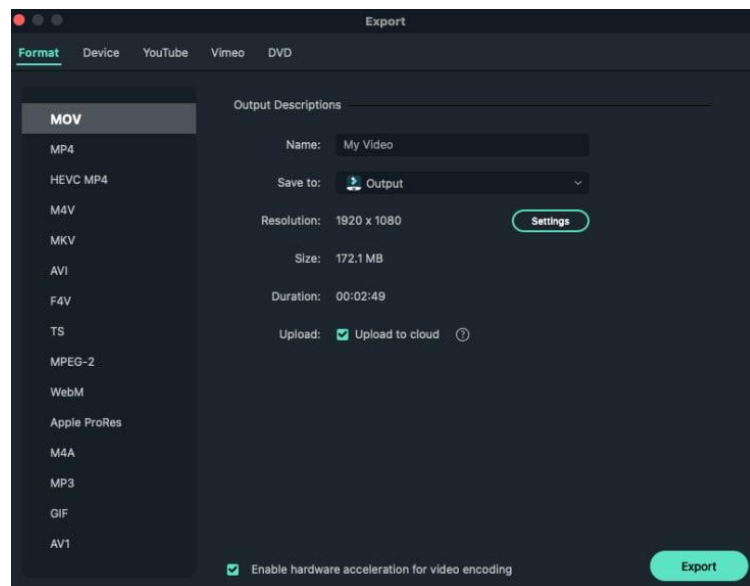 Export
Format Device YouTube Vimeo DVD
MOV
MP4
HEVC MP4
M4V
MKV
AVI
F4V
TS
MPEG-2
WebM
Apple ProRes
M4A
MP3
GIF
AV1
Output Descriptions
Name: My Video
Save to: Output
Resolution: 1920 x 1080 Settings
Size: 172.1 MB
Duration: 00:02:49
Upload: Upload to cloud ?
Enable hardware acceleration for video encoding
Export